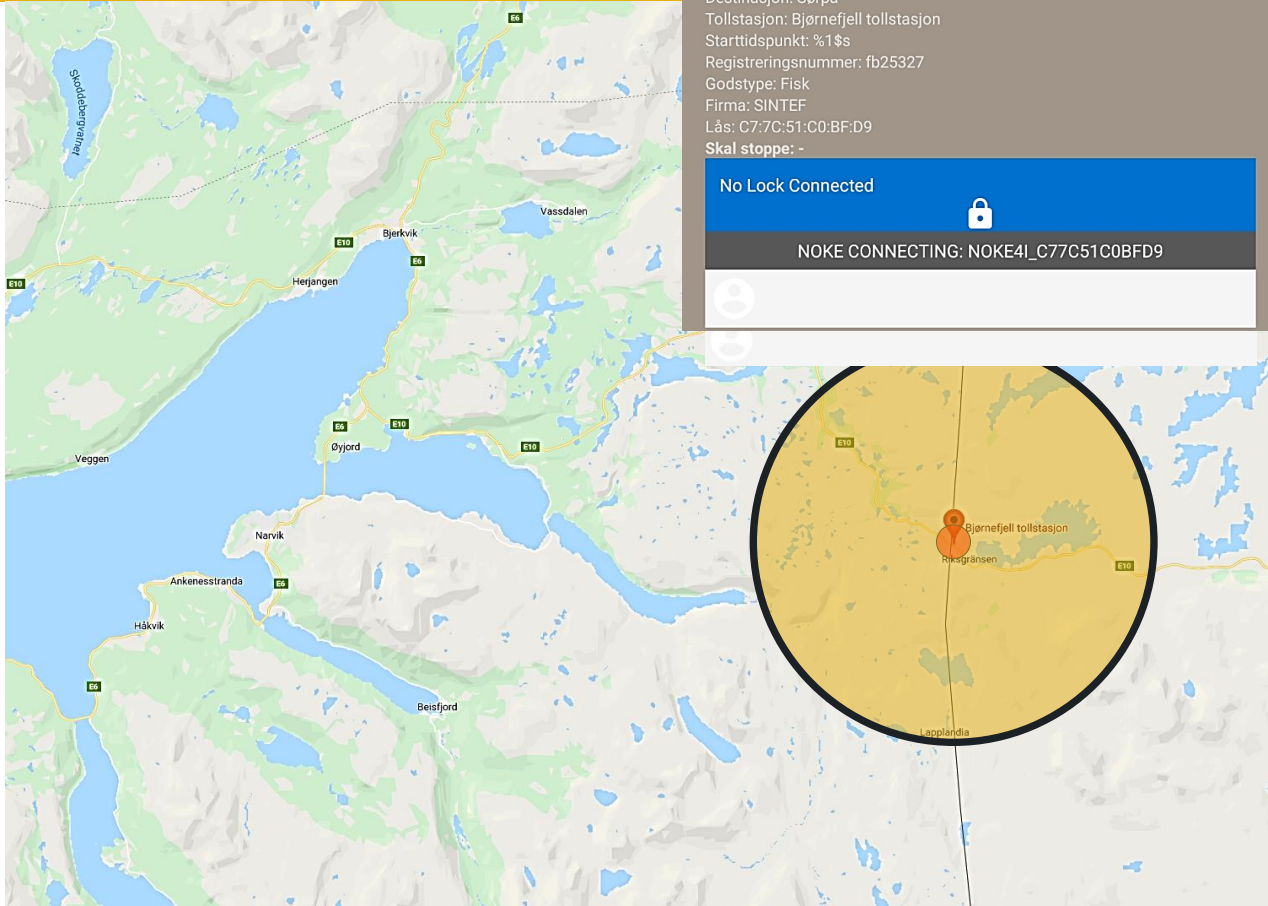 Destinasjon: Sørpå
Tollstasjon: Bjørnefjell tollstasjon
Starttidspunkt: %1$s
Registreringsnummer: fb25327
Godstype: Fisk
Firma: SINTEF
Lås: C7:7C:51:C0:BF:D9
Skal stoppe: -
No Lock Connected
NOKE CONNECTING: NOKE4I_C77C51C0BFD9
E6
Skoddebergvatnet
Vassdalen
Bjerkvik
E10
E6
Herjangen
E10
E6
E10
Øyjord
E10
E10
Veggen
Bjørnefjell tollstasjon
Narvik
Riksgränsen
E10
Ankenesstranda
E6
Håkvik
E6
Beisfjord
Lapplandia